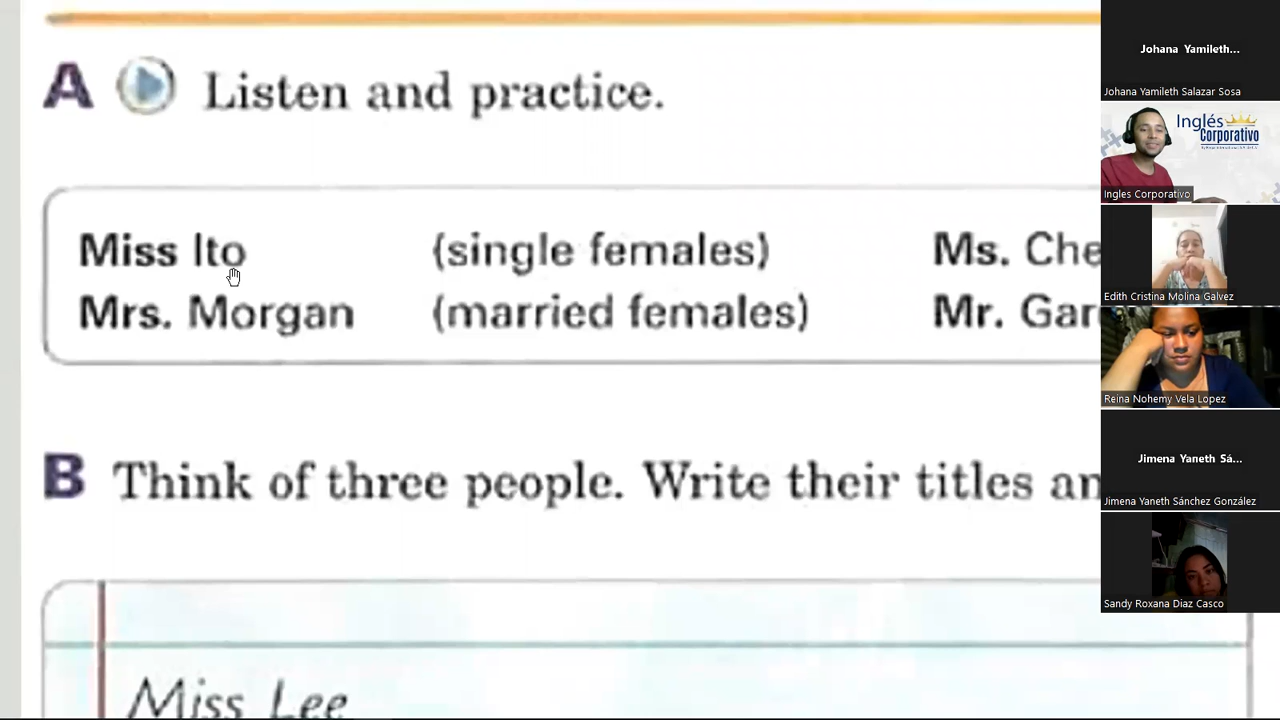 A Listen and practice.
Miss Ito (single females) Ms. Che
Mrs. Morgan (married females) Mr. Gar
B Think of three people. Write their titles an
Miss Lee
Johana Yamileth...
Johana Yamileth Salazar Sosa
Inglés
Corporativo
Ingles Corporativo
Edith Cristina Molina Galvez
Reina Nohemy Vela Lopez
Jimena Yaneth Sá...
Jimena Yaneth Sánchez González
Sandy Roxana Diaz Casco